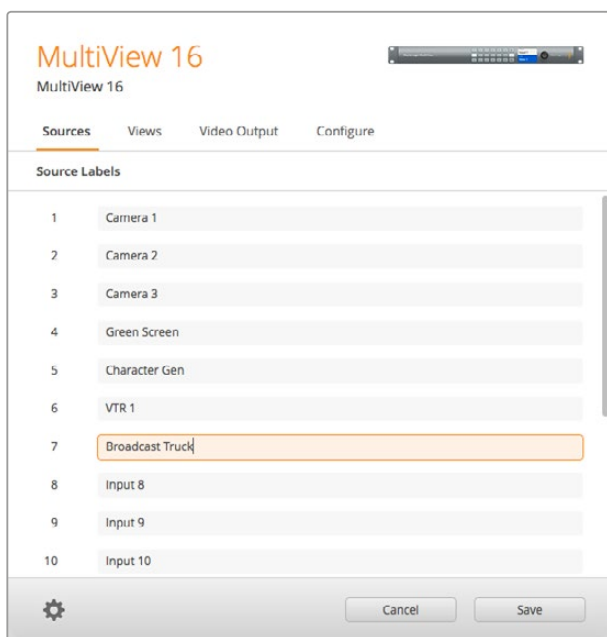 MultiView 16
MultiView 16
Sources Views Video Output Configure
Source Labels
1 Camera 1
2 Camera 2
3 Camera 3
4 Green Screen
5 Character Gen
6 VTR 1
7 Broadcast Truck
8 Input 8
9 Input 9
10 Input 10
Cancel Save